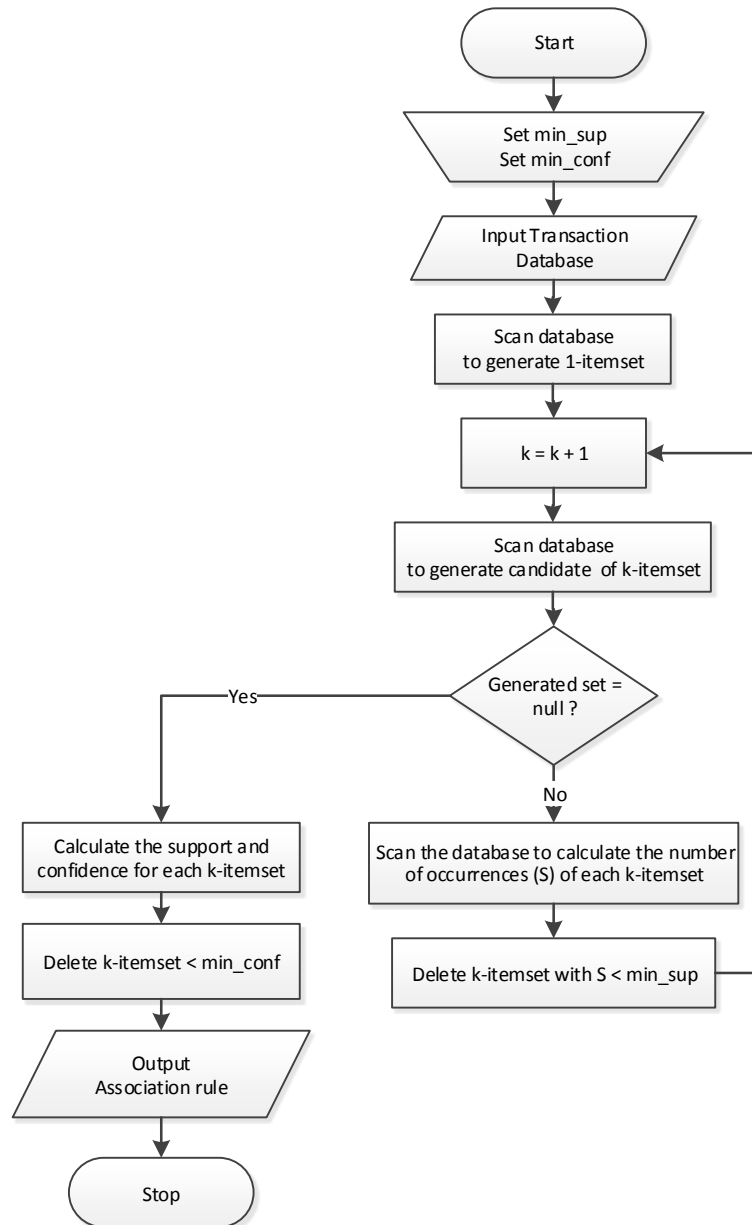 Start
Set min_sup
Set min_conf
Input Transaction
Database
Scan database
to generate 1-itemset
k = k + 1
Scan database
to generate candidate of k-itemset
Generated set =
null ?
Yes
No
Calculate the support and
confidence for each k-itemset
Scan the database to calculate the number
of occurrences (S) of each k-itemset
Delete k-itemset < min_conf
Delete k-itemset with S < min_sup
Output
Association rule
Stop